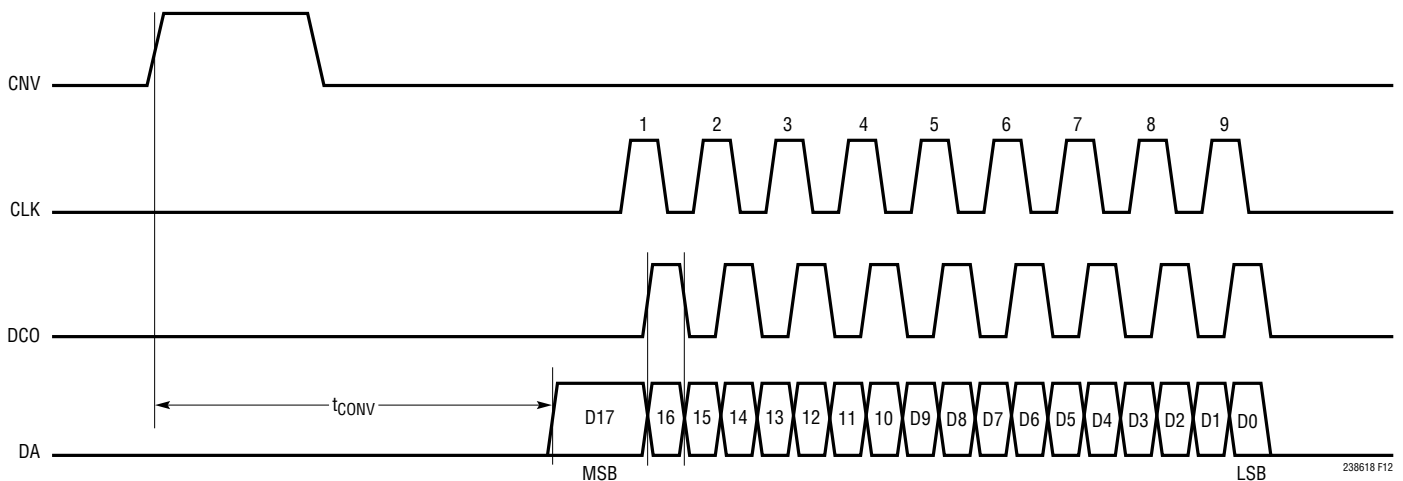 CNV
1 2 3 4 5 6 7 8 9
CLK
DCO
tCONV
D17 16 15 14 13 12 11 10 D9 D8 D7 D6 D5 D4 D3 D2 D1 D0
DA
MSB LSB
238618 F12